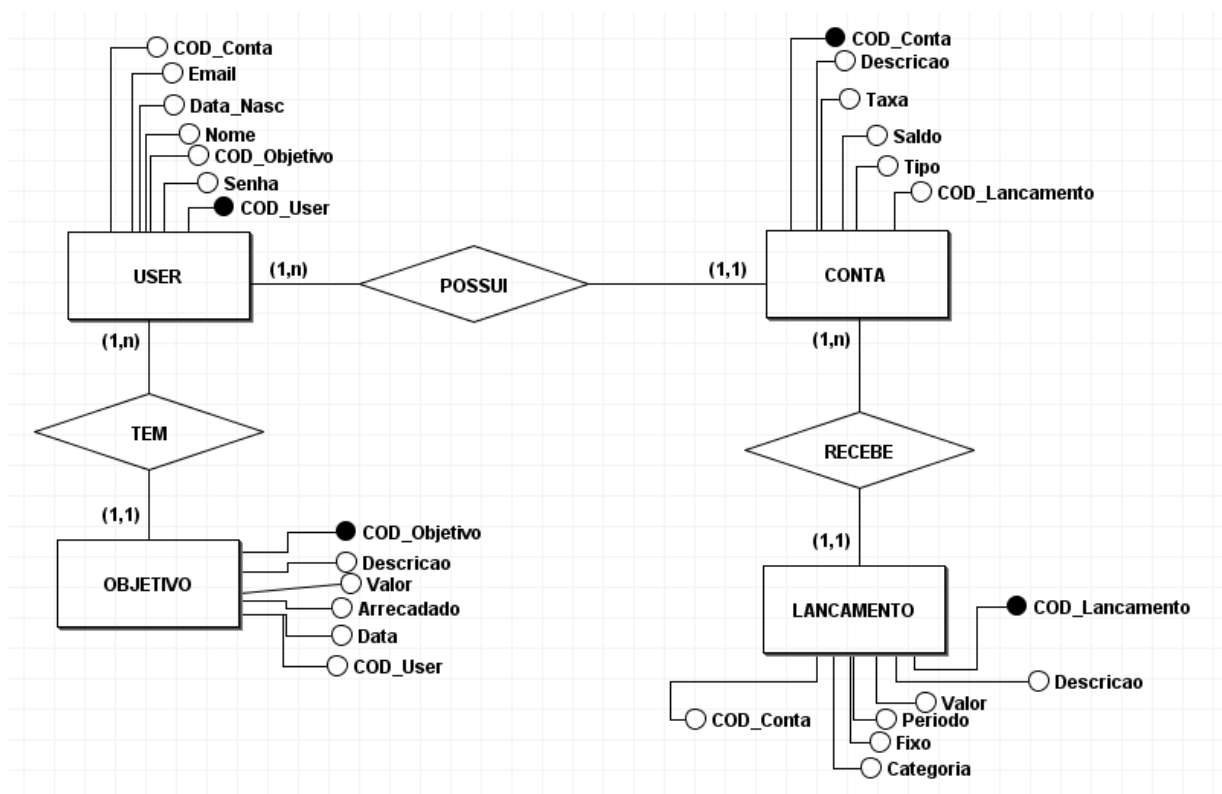 COD_Conta
Email
Data_Nasc
Nome
COD_Objetivo
Senha
COD_User
USER
(1,n)
POSSUI
(1,1)
COD_Conta
Descricao
Taxa
Saldo
Tipo
COD_Lancamento
CONTA
(1,n)
TEM
(1,1)
OBJETIVO
COD_Objetivo
Descricao
Valor
Arrecadado
Data
COD_User
(1,n)
RECEBE
(1,1)
LANCAMENTO
COD_Lancamento
Descricao
Valor
Periodo
Fixo
Categoria
COD_Conta